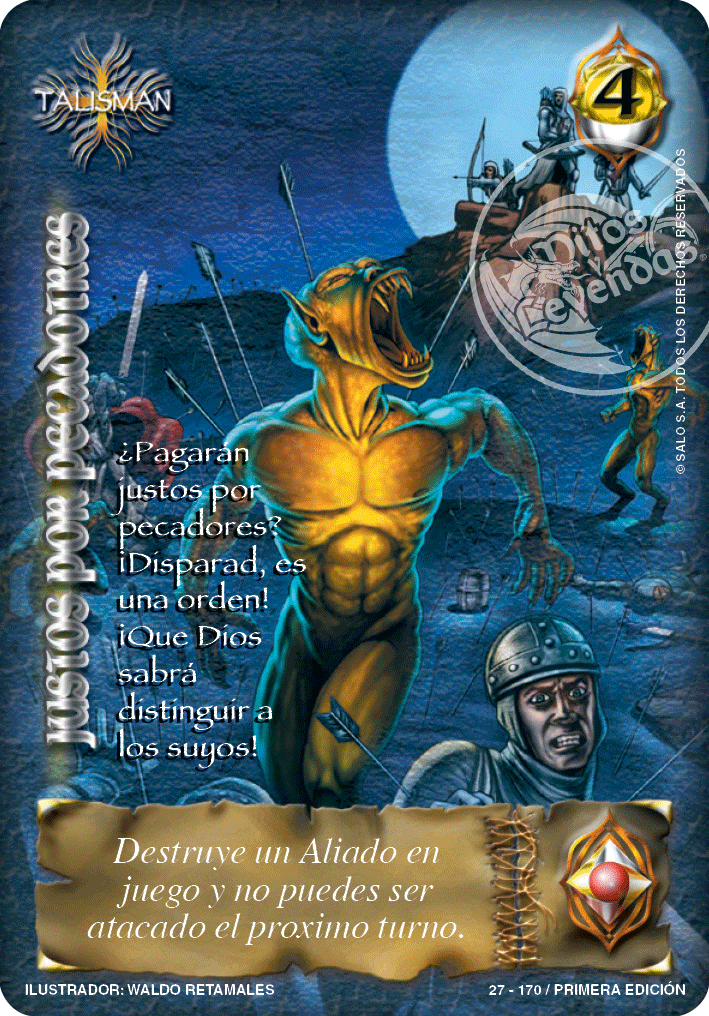 TALISMAN
4
Mitos
y
Leyendas
®
© SALO S.A. TODOS LOS DERECHOS RESERVADOS
justos por pecadotres
¿Pagarán
justos por
pecadores?
¡Disparad, es
una orden!
¡Que Dios
sabrá
distinguir a
los suyos!
Destruye un Aliado en
juego y no puedes ser
atacado el proximo turno.
ILUSTRADOR: WALDO RETAMALES
27 - 170 / PRIMERA EDICIÓN